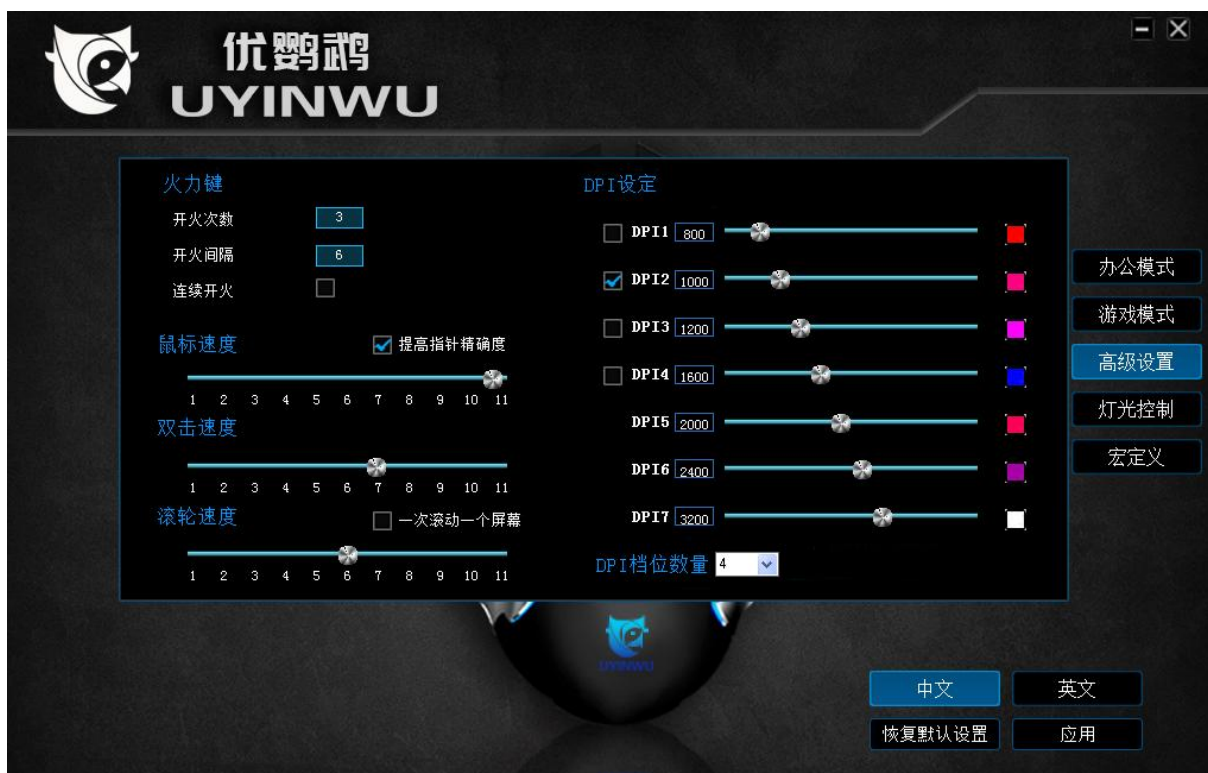 优鹦鹉
UYINWU
火力键
开火次数 3
开火间隔 6
连续开火
鼠标速度 提高指针精确度
1 2 3 4 5 6 7 8 9 10 11
双击速度
1 2 3 4 5 6 7 8 9 10 11
滚轮速度 一次滚动一个屏幕
1 2 3 4 5 6 7 8 9 10 11
DPI设定
DPI1 800
DPI2 1000
DPI3 1200
DPI4 1600
DPI5 2000
DPI6 2400
DPI7 3200
DPI档位数量 4
办公模式
游戏模式
高级设置
灯光控制
宏定义
UYINWU
中文 英文
恢复默认设置 应用